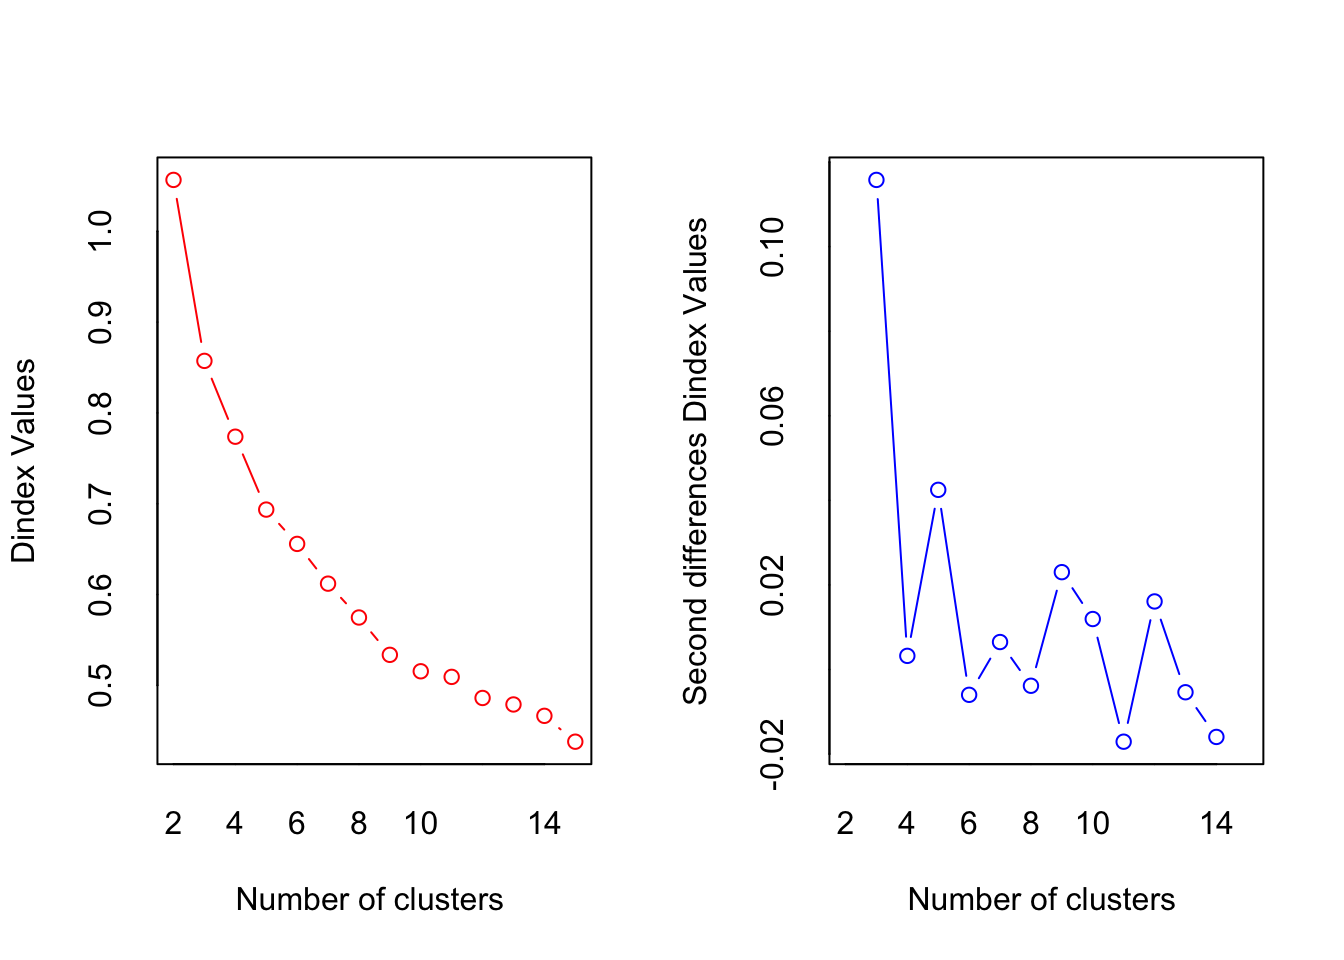 Dindex Values
1.0
0.9
0.8
0.7
0.6
0.5
2 4 6 8 10 14
Number of clusters
Second differences Dindex Values
0.10
0.06
0.02
-0.02
2 4 6 8 10 14
Number of clusters